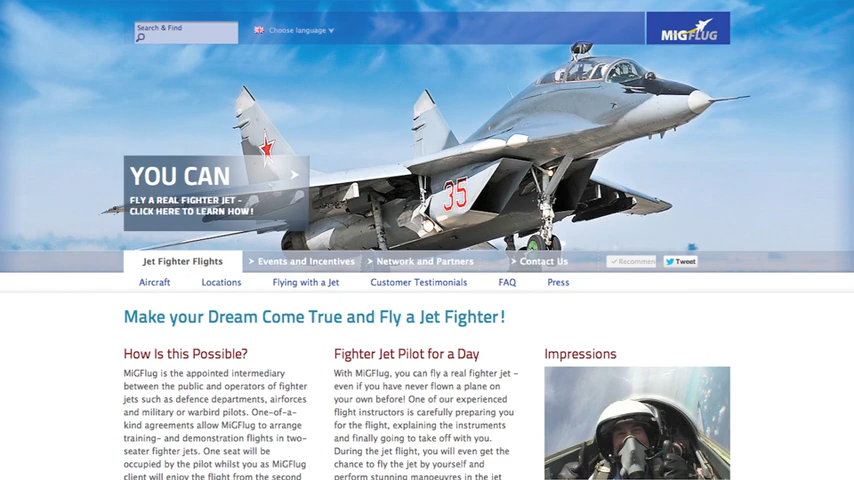 Search & Find
Choose language
MIGFLUG
YOU CAN
FLY A REAL FIGHTER JET -
CLICK HERE TO LEARN HOW!
35
Jet Fighter Flights
Events and Incentives
Network and Partners
Contact Us
Recommen
Tweet
Aircraft
Locations
Flying with a Jet
Customer Testimonials
FAQ
Press
Make your Dream Come True and Fly a Jet Fighter!
How Is this Possible?
MiGFlug is the appointed intermediary
between the public and operators of fighter
jets such as defence departments, airforces
and military or warbird pilots. One-of-a-
kind agreements allow MiGFlug to arrange
training- and demonstration flights in two-
seater fighter jets. One seat will be
occupied by the pilot whilst you as MiGFlug
client will enjoy the flight from the second
Fighter Jet Pilot for a Day
With MiGFlug, you can fly a real fighter jet -
even if you have never flown a plane on
your own before! One of our experienced
flight instructors is carefully preparing you
for the flight, explaining the instruments
and finally going to take off with you.
During the jet flight, you will even get the
chance to fly the jet by yourself and
perform stunning manoeuvres in the jet
Impressions